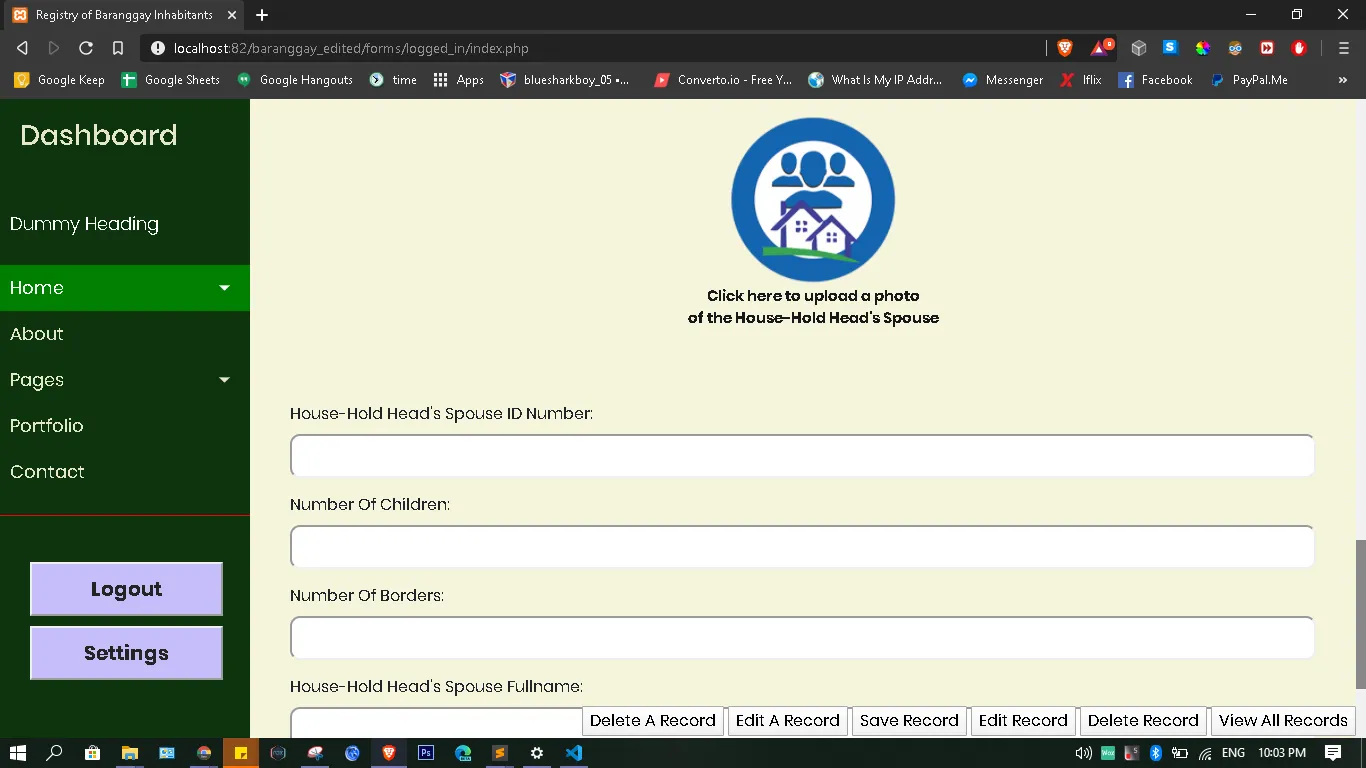 Registry of Baranggay Inhabitants
localhost:82/baranggay_edited/forms/logged_in/index.php
Google Keep
Google Sheets
Google Hangouts
time
Apps
bluesharkboy_05 •...
Converto.io - Free Y...
What Is My IP Addr...
Messenger
Iflix
Facebook
PayPal.Me
»
Dashboard
Dummy Heading
Home
About
Pages
Portfolio
Contact
Logout
Settings
Click here to upload a photo
of the House-Hold Head's Spouse
House-Hold Head's Spouse ID Number:
Number Of Children:
Number Of Borders:
House-Hold Head's Spouse Fullname:
Delete A Record
Edit A Record
Save Record
Edit Record
Delete Record
View All Records
Ps
ENG
10:03 PM